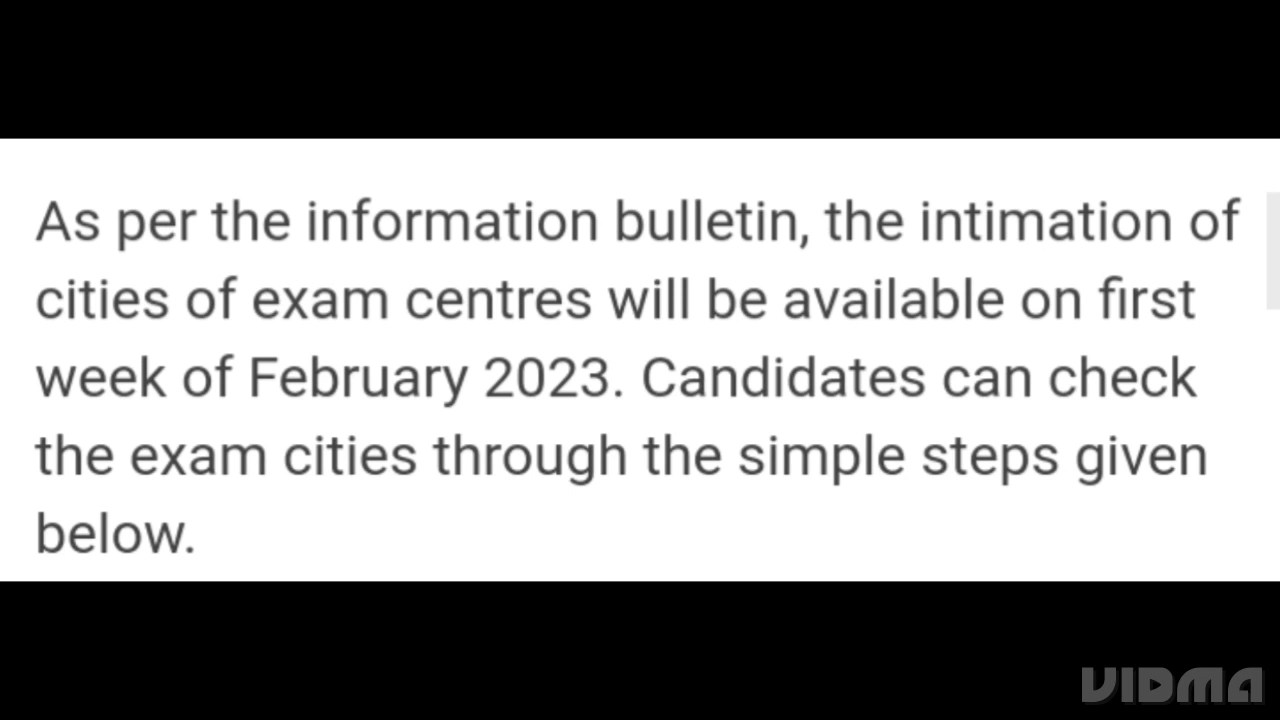 As per the information bulletin, the intimation of
cities of exam centres will be available on first
week of February 2023. Candidates can check
the exam cities through the simple steps given
below.
VIDMA